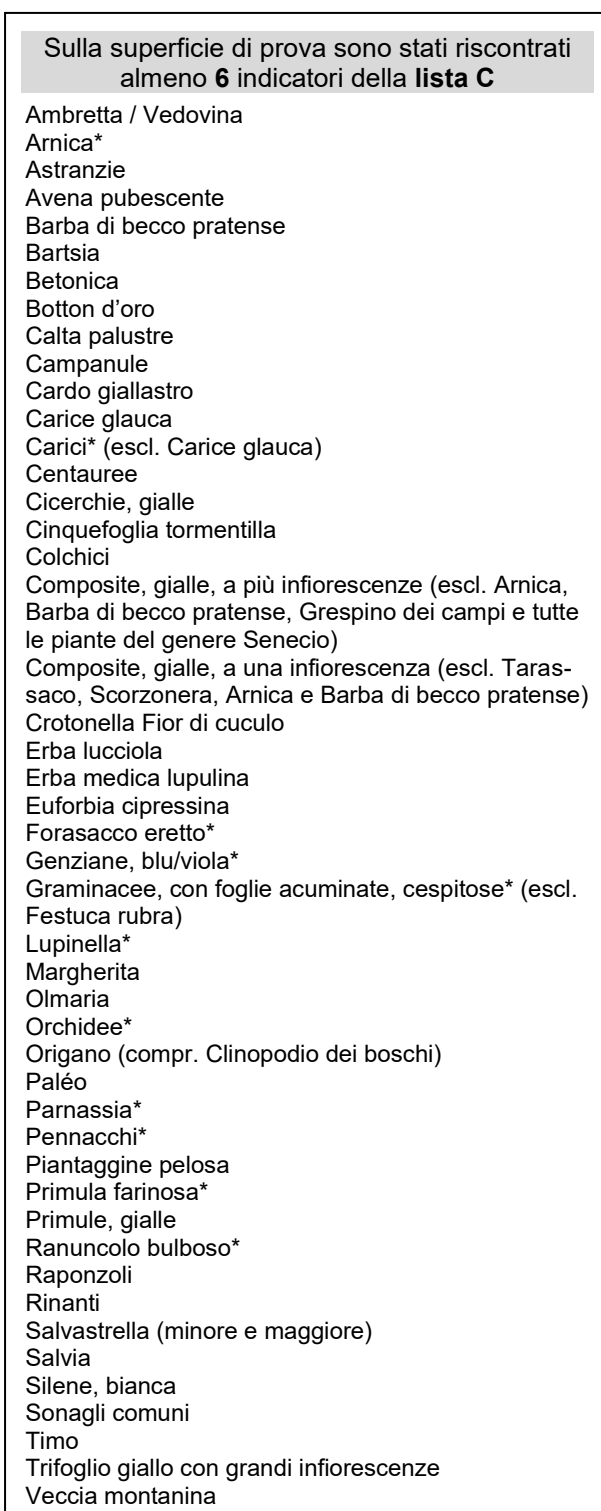 Sulla superficie di prova sono stati riscontrati
almeno 6 indicatori della lista C
Ambretta / Vedovina
Arnica*
Astranzie
Avena pubescente
Barba di becco pratense
Bartsia
Betonica
Botton d’oro
Calta palustre
Campanule
Cardo giallastro
Carice glauca
Carici* (escl. Carice glauca)
Centauree
Cicerchie, gialle
Cinquefoglia tormentilla
Colchici
Composite, gialle, a più infiorescenze (escl. Arnica,
Barba di becco pratense, Grespino dei campi e tutte
le piante del genere Senecio)
Composite, gialle, a una infiorescenza (escl. Taras-
saco, Scorzonera, Arnica e Barba di becco pratense)
Crotonella Fior di cuculo
Erba lucciola
Erba medica lupulina
Euforbia cipressina
Forasacco eretto*
Genziane, blu/viola*
Graminacee, con foglie acuminate, cespitose* (escl.
Festuca rubra)
Lupinella*
Margherita
Olmaria
Orchidee*
Origano (compr. Clinopodio dei boschi)
Paléo
Parnassia*
Pennacchi*
Piantaggine pelosa
Primula farinosa*
Primule, gialle
Ranuncolo bulboso*
Raponzoli
Rinanti
Salvastrella (minore e maggiore)
Salvia
Silene, bianca
Sonagli comuni
Timo
Trifoglio giallo con grandi infiorescenze
Veccia montanina